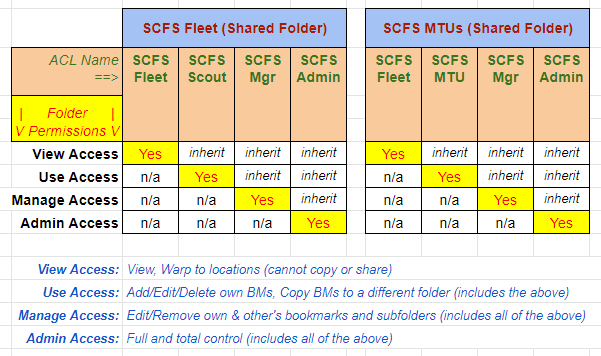 SCFS Fleet (Shared Folder) SCFS MTUs (Shared Folder)
ACL Name SCFS SCFS SCFS SCFS SCFS SCFS SCFS SCFS
==> Fleet Scout Mgr Admin Fleet MTU Mgr Admin
| Folder |
V Permissions V
View Access Yes inherit inherit inherit Yes inherit inherit inherit
Use Access n/a Yes inherit inherit n/a Yes inherit inherit
Manage Access n/a n/a Yes inherit n/a n/a Yes inherit
Admin Access n/a n/a n/a Yes n/a n/a n/a Yes
View Access: View, Warp to locations (cannot copy or share)
Use Access: Add/Edit/Delete own BMs, Copy BMs to a different folder (includes the above)
Manage Access: Edit/Remove own & other's bookmarks and subfolders (includes all of the above)
Admin Access: Full and total control (includes all of the above)